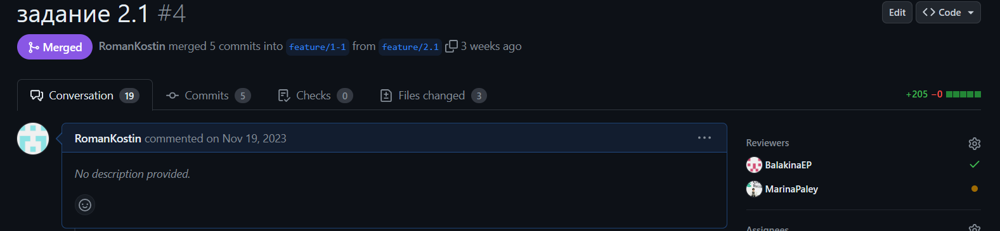 задание 2.1 #4
Edit
Code
Merged
RomanKostin merged 5 commits into feature/1-1 from feature/2.1 3 weeks ago
Conversation 19
Commits 5
Checks 0
Files changed 3
+205 −0
RomanKostin commented on Nov 19, 2023
No description provided.
Reviewers
BalakinaEP
MarinaPaley
Assignees